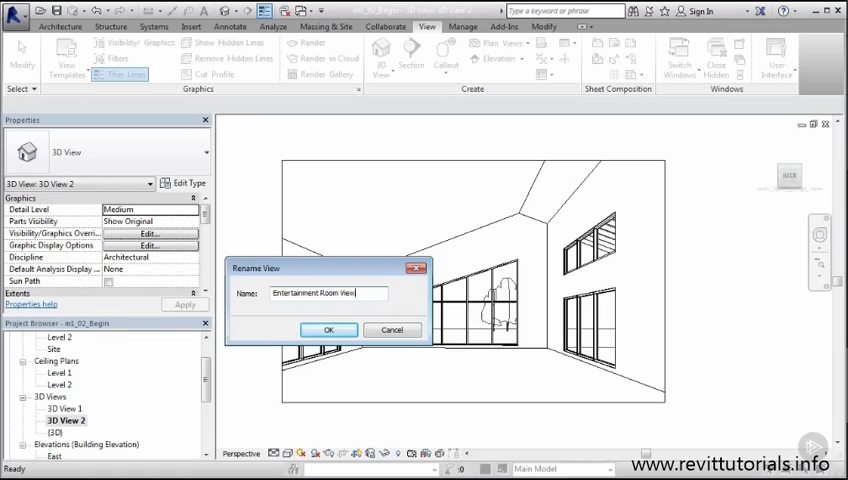 m1_02_Begin - 3D View: 3D View 2
Type a keyword or phrase
Sign In
Architecture Structure Systems Insert Annotate Analyze Massing & Site Collaborate View Manage Add-Ins Modify
Modify
View Templates
Visibility/ Graphics
Filters
Thin Lines
Show Hidden Lines
Remove Hidden Lines
Cut Profile
Render
Render in Cloud
Render Gallery
3D View
Section
Callout
Plan Views
Elevation
Switch Windows
Close Hidden
User Interface
Select
Graphics
Create
Sheet Composition
Windows
Properties
3D View
3D View: 3D View 2
Edit Type
Graphics
Detail Level Medium
Parts Visibility Show Original
Visibility/Graphics Overri... Edit...
Graphic Display Options Edit...
Discipline Architectural
Default Analysis Display ... None
Sun Path
Extents
Properties help
Apply
BACK
Rename View
Name: Entertainment Room View
OK
Cancel
Project Browser - m1_02_Begin
Level 2
Site
Ceiling Plans
Level 1
Level 2
3D Views
3D View 1
3D View 2
{3D}
Elevations (Building Elevation)
East
Perspective
Ready
:0
Main Model
www.revittutorials.info